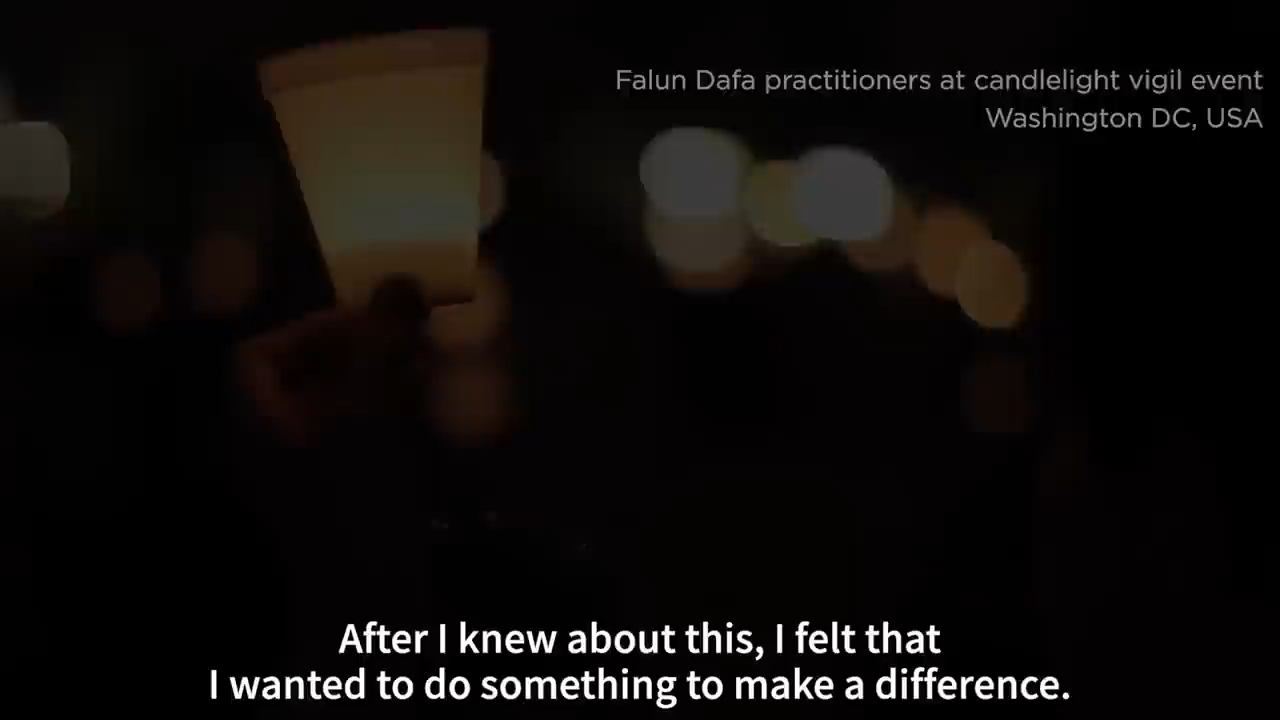 Falun Dafa practitioners at candlelight vigil event
Washington DC, USA
After I knew about this, I felt that
I wanted to do something to make a difference.